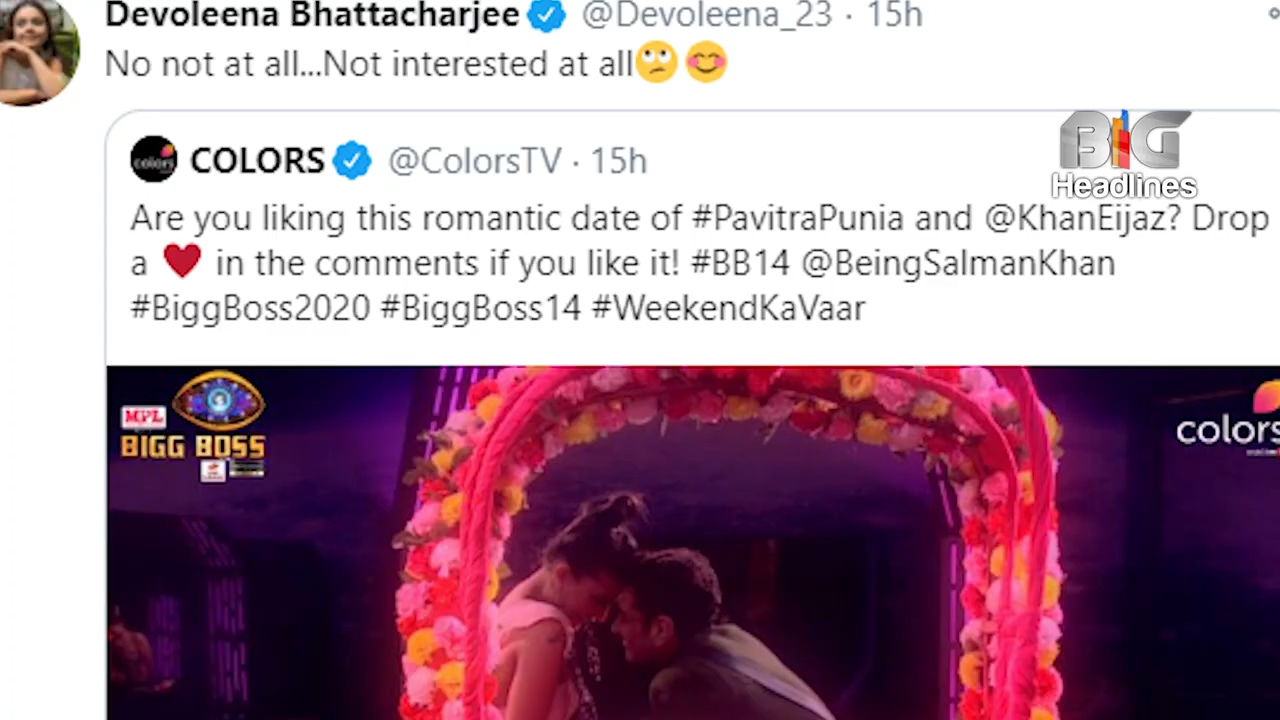 Devoleena Bhattacharjee @Devoleena_23 · 15h
No not at all...Not interested at all🙄😊
BIG
Headlines
colors
COLORS @ColorsTV · 15h
Are you liking this romantic date of #PavitraPunia and @KhanEijaz? Drop
a ❤️ in the comments if you like it! #BB14 @BeingSalmanKhan
#BiggBoss2020 #BiggBoss14 #WeekendKaVaar
MPL
BIGG BOSS
colors